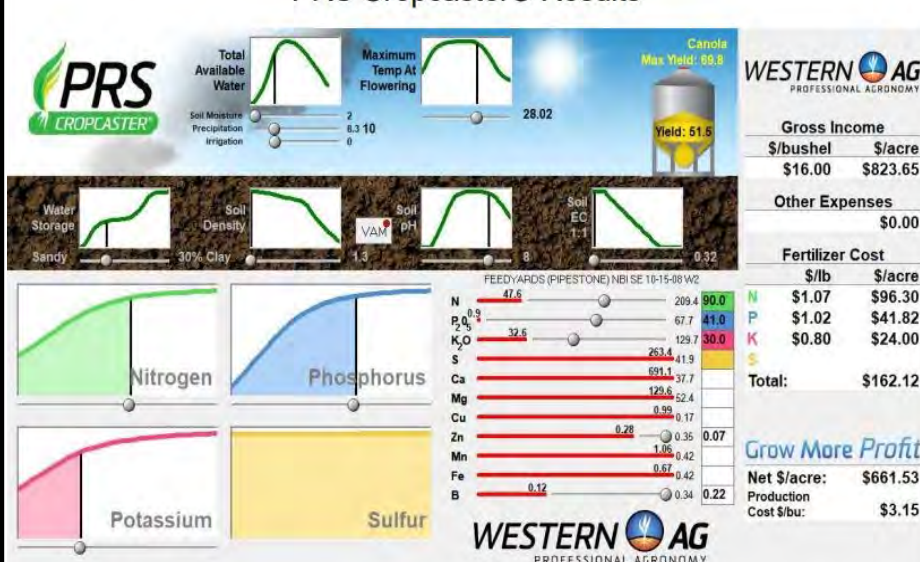 PRS CropcasterS Results
PRS
CROPCASTER
Total
Available
Water
Soil Moisture 2
Precipitation 8.3 10
Irrigation 0
Maximum
Temp At
Flowering
28.02
Canola
Max Yield: 69.8
Yield: 51.5
Water
Storage
Sandy 30% Clay
Soil
Density
1.3
VAM
Soil
pH
8
Soil
EC
1:1
0.32
Nitrogen
Phosphorus
Potassium
Sulfur
FEEDYARDS (PIPESTONE) NBI SE 10-15-08 W2
N 47.6 209.4 90.0
P2O5 0.9 67.7 41.0
K2O 32.6 129.7 30.0
S 263.4 41.9
Ca 691.1 37.7
Mg 129.6 52.4
Cu 0.99 0.17
Zn 0.28 0.35 0.07
Mn 1.06 0.42
Fe 0.67 0.42
B 0.12 0.34 0.22
WESTERN AG
PROFESSIONAL AGRONOMY
WESTERN AG
PROFESSIONAL AGRONOMY
Gross Income
$/bushel $/acre
$16.00 $823.65
Other Expenses
$0.00
Fertilizer Cost
$/lb $/acre
N $1.07 $96.30
P $1.02 $41.82
K $0.80 $24.00
S
Total: $162.12
Grow More Profit
Net $/acre: $661.53
Production
Cost $/bu: $3.15